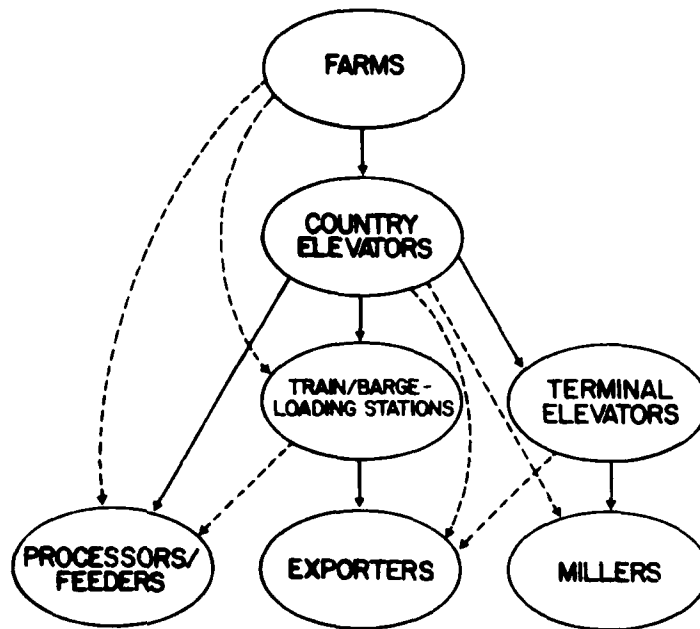 FARMS
COUNTRY
ELEVATORS
TRAIN/BARGE-
LOADING STATIONS
TERMINAL
ELEVATORS
PROCESSORS/
FEEDERS
EXPORTERS
MILLERS